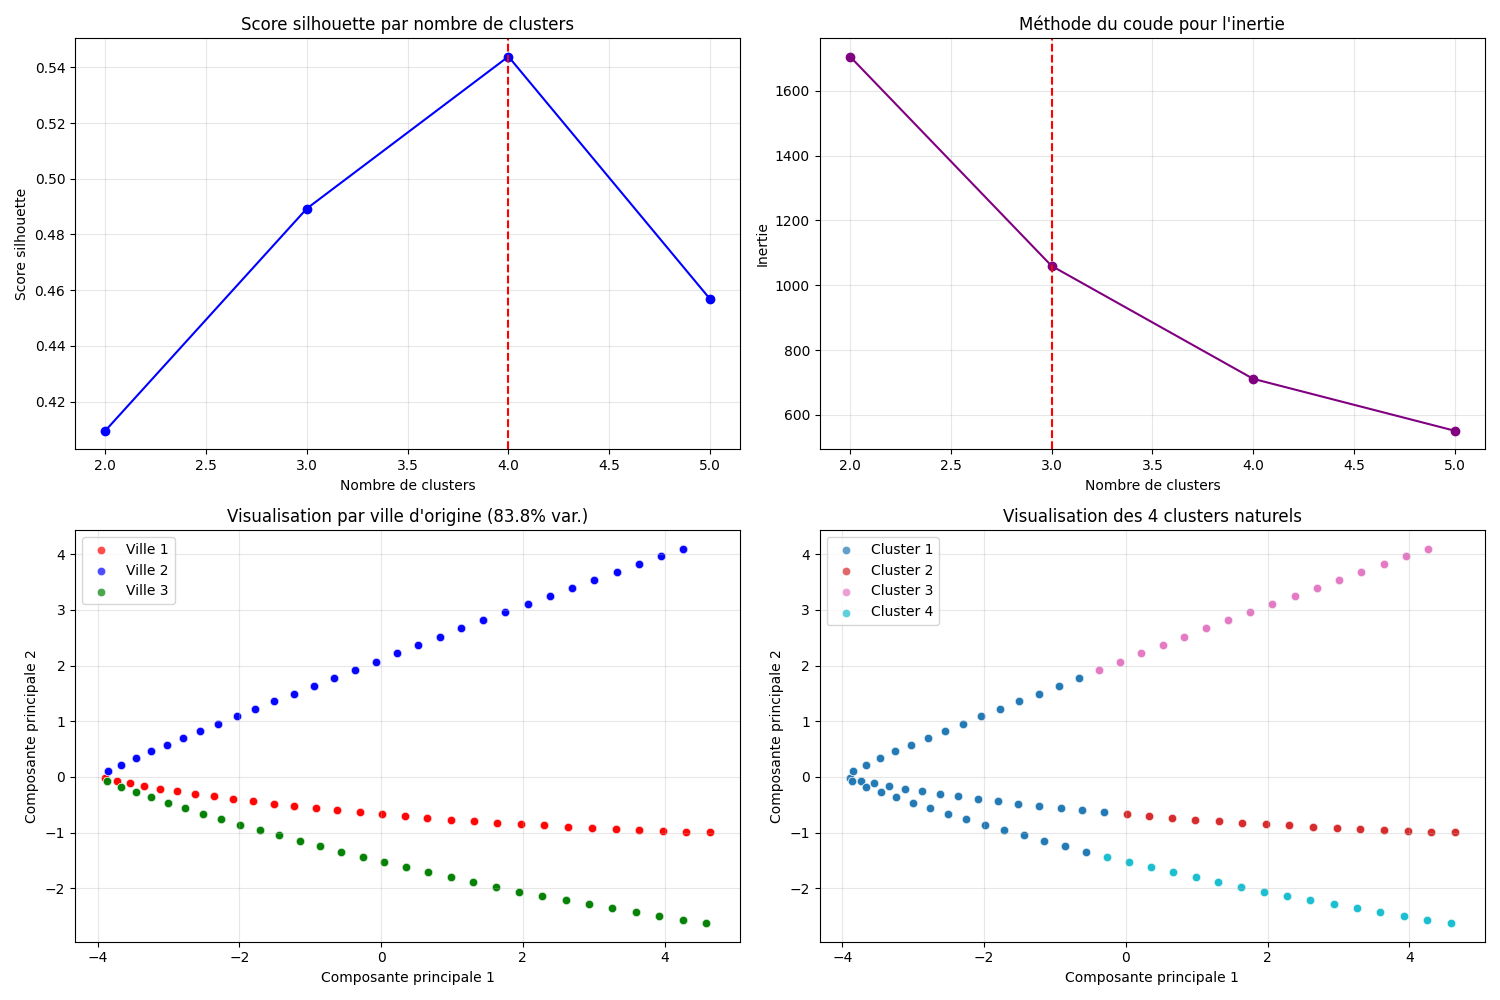 Score silhouette par nombre de clusters
Score silhouette
0.54
0.52
0.50
0.48
0.46
0.44
0.42
2.0 2.5 3.0 3.5 4.0 4.5 5.0
Nombre de clusters
Méthode du coude pour l'inertie
Inertie
1600
1400
1200
1000
800
600
2.0 2.5 3.0 3.5 4.0 4.5 5.0
Nombre de clusters
Visualisation par ville d'origine (83.8% var.)
Ville 1
Ville 2
Ville 3
Composante principale 2
4
3
2
1
0
−1
−2
−4 −2 0 2 4
Composante principale 1
Visualisation des 4 clusters naturels
Cluster 1
Cluster 2
Cluster 3
Cluster 4
Composante principale 2
4
3
2
1
0
−1
−2
−4 −2 0 2 4
Composante principale 1